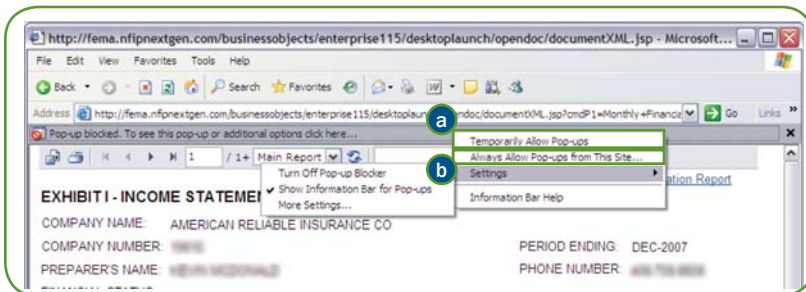 http://fema.nfipnextgen.com/businessobjects/enterprise115/desktoplaunch/opendoc/documentXML.jsp - Microsoft...
File Edit View Favorites Tools Help
Back Search Favorites
Address http://fema.nfipnextgen.com/businessobjects/enterprise115/desktoplaun endoc/documentXML.jsp?cmdP1=Monthly+Financia Go Links »
a
Pop-up blocked. To see this pop-up or additional options click here...
Temporarily Allow Pop-ups
1 / 1+ Main Report
Always Allow Pop-ups from This Site...
b
Turn Off Pop-up Blocker
Settings
ation Report
Show Information Bar for Pop-ups
EXHIBIT I - INCOME STATEMEN
Information Bar Help
More Settings...
COMPANY NAME: AMERICAN RELIABLE INSURANCE CO
COMPANY NUMBER: PERIOD ENDING: DEC-2007
PREPARER'S NAME: PHONE NUMBER: